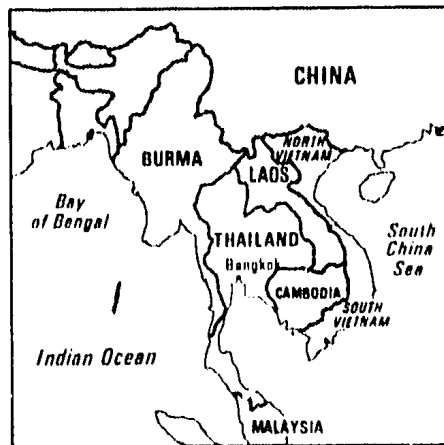 CHINA
NORTH
VIETNAM
BURMA
LAOS
Bay
of Bengal
South
China
Sea
THAILAND
Bangkok
CAMBODIA
SOUTH
VIETNAM
Indian Ocean
MALAYSIA